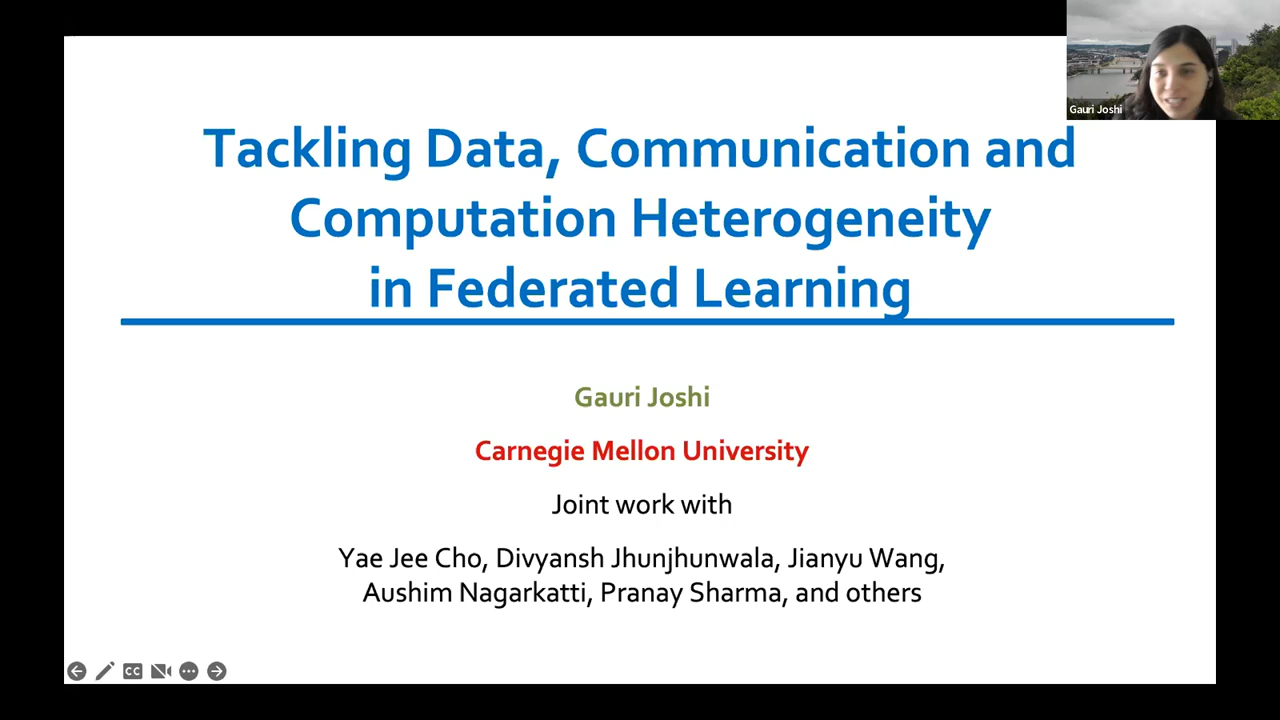 Gauri Joshi
Tackling Data, Communication and
Computation Heterogeneity
in Federated Learning
Gauri Joshi
Carnegie Mellon University
Joint work with
Yae Jee Cho, Divyansh Jhunjhunwala, Jianyu Wang,
Aushim Nagarkatti, Pranay Sharma, and others
CC